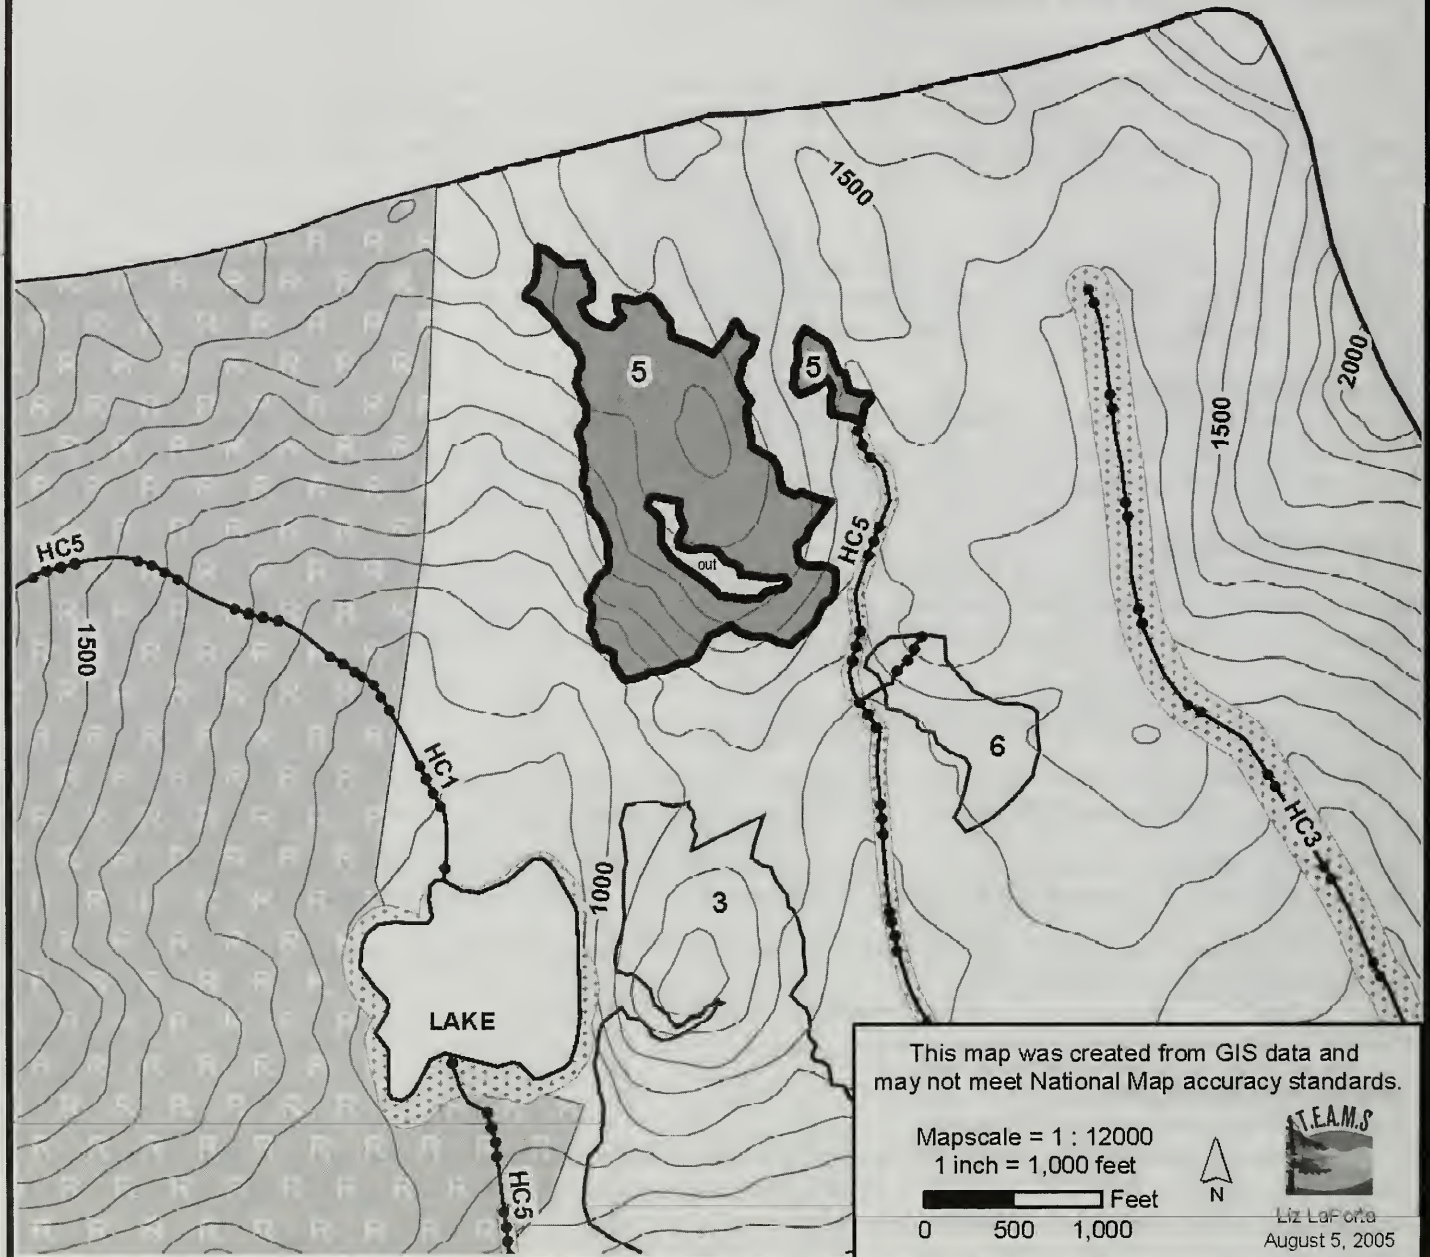 1500
2000
1500
5
5
out
HC5
HC5
1500
HC1
6
HC3
1000
3
LAKE
HC5
This map was created from GIS data and
may not meet National Map accuracy standards.
Mapscale = 1 : 12000
1 inch = 1,000 feet
Feet
0 500 1,000
N
T.E.A.M.S
Liz LaPorta
August 5, 2005